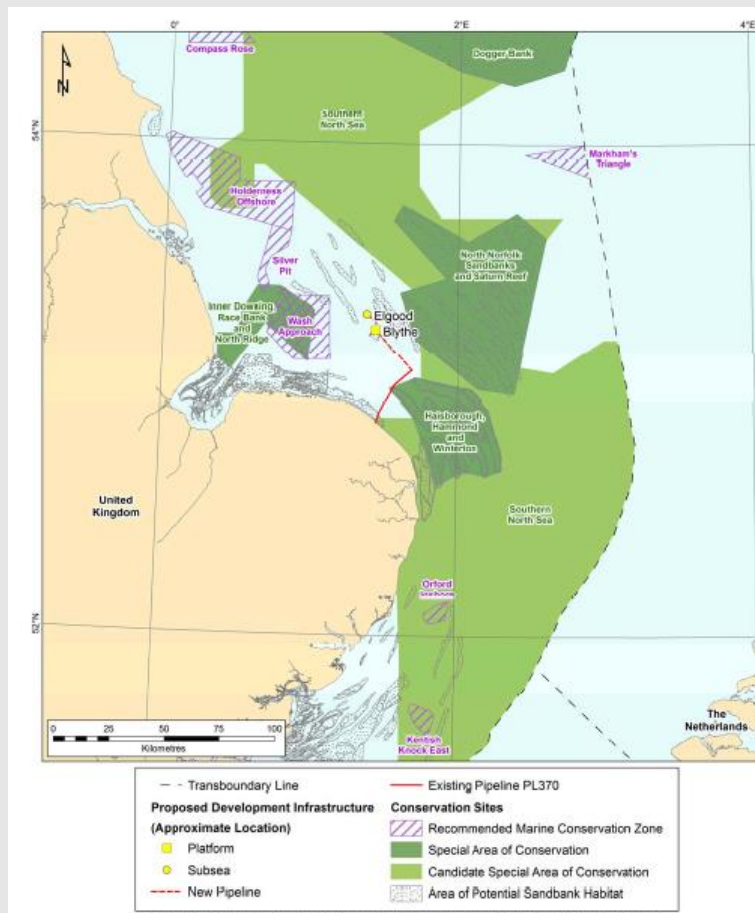 0°
2°E
4°E
Compass Rose
Dogger Bank
N
Southern
North Sea
54°N
Markham's
Triangle
Holderness
Offshore
Silver
Pit
North Norfolk
Sandbanks
and Saturn Reef
Inner Dowsing,
Race Bank
and
North Ridge
Wash
Approach
Elgood
Blythe
Haisborough,
Hammond
and
Winterton
United
Kingdom
Southern
North Sea
Orford
Inshore
52°N
The
Netherlands
Kentish
Knock East
0 25 50 75 100
Kilometres
Transboundary Line
Existing Pipeline PL370
Proposed Development Infrastructure
(Approximate Location)
Platform
Subsea
New Pipeline
Conservation Sites
Recommended Marine Conservation Zone
Special Area of Conservation
Candidate Special Area of Conservation
Area of Potential Sandbank Habitat